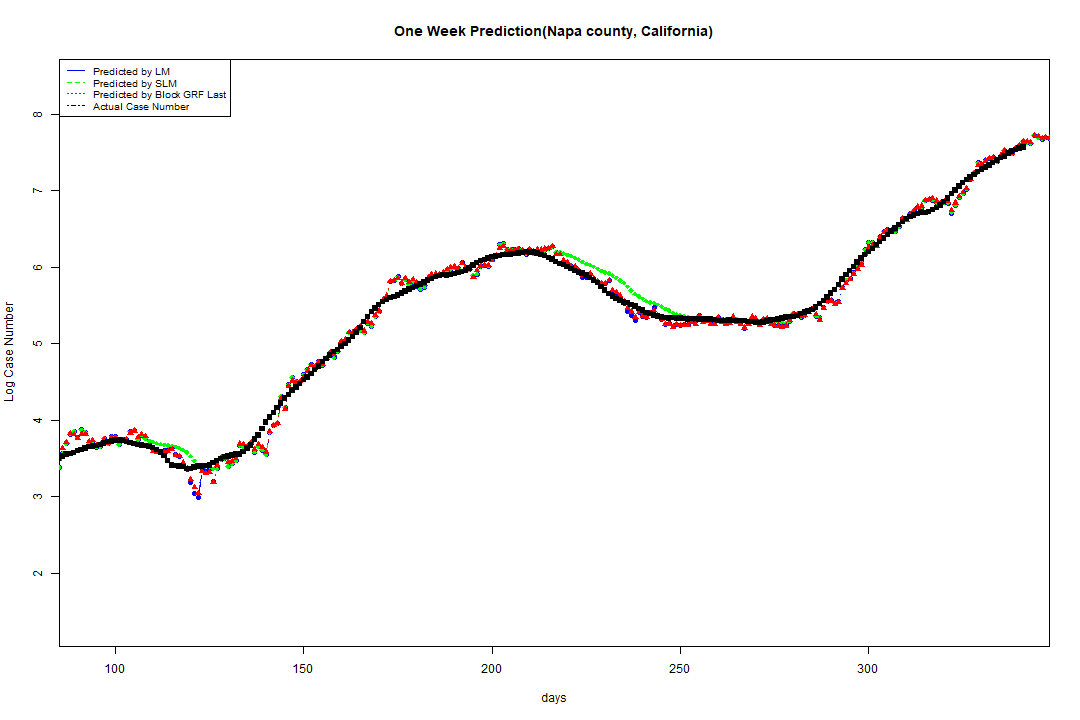 One Week Prediction(Napa county, California)
Predicted by LM
Predicted by SLM
Predicted by Block GRF Last
Actual Case Number
Log Case Number
8
7
6
5
4
3
2
100 150 200 250 300
days